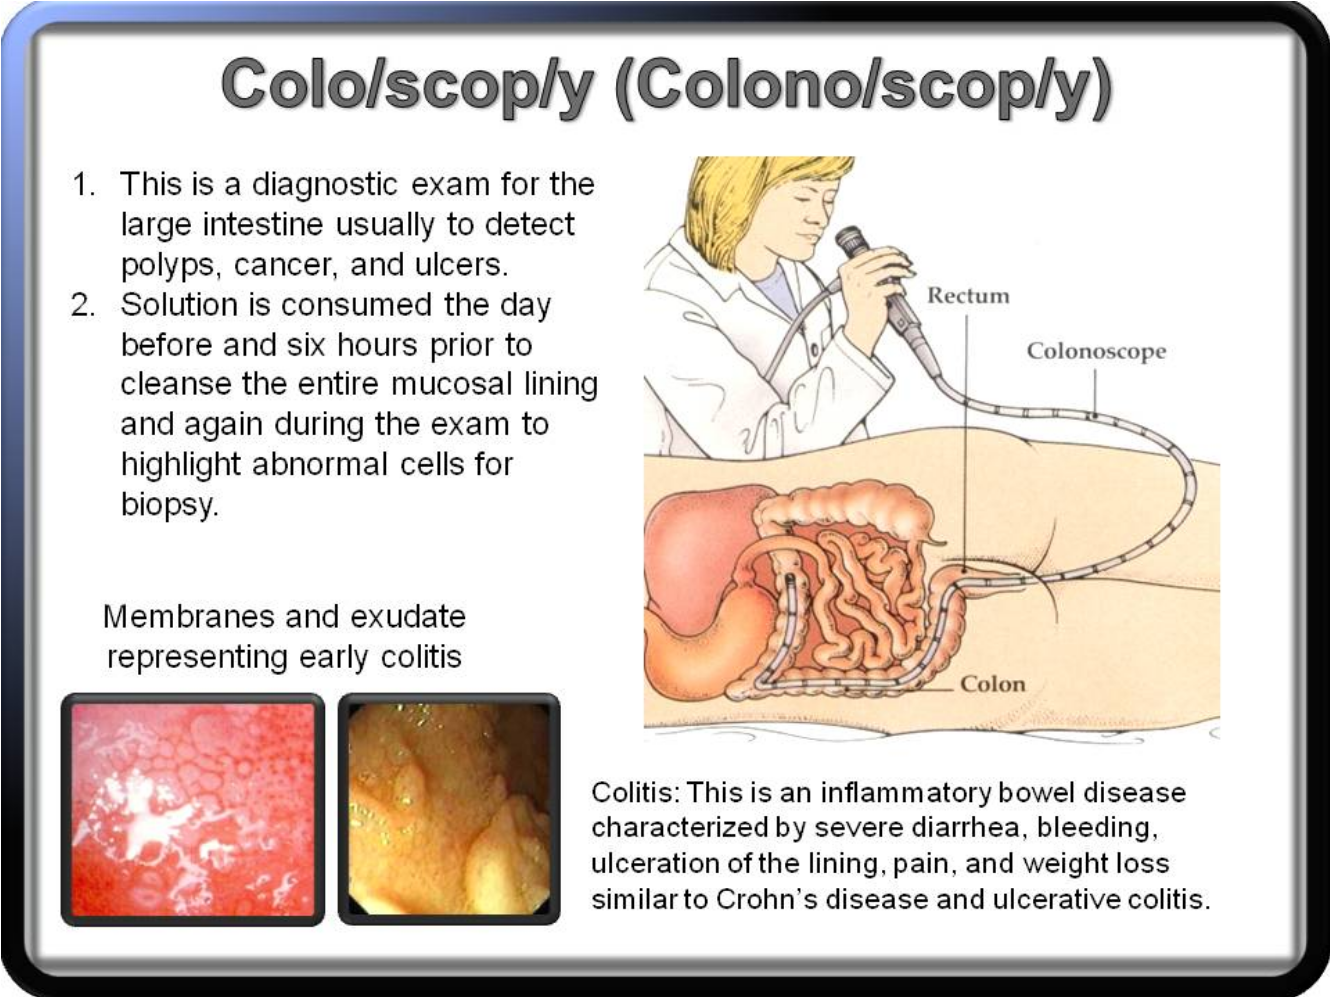 Colo/scop/y (Colono/scop/y)
1. This is a diagnostic exam for the
large intestine usually to detect
polyps, cancer, and ulcers.
2. Solution is consumed the day
before and six hours prior to
cleanse the entire mucosal lining
and again during the exam to
highlight abnormal cells for
biopsy.
Membranes and exudate
representing early colitis
Rectum
Colonoscope
Colon
Colitis: This is an inflammatory bowel disease
characterized by severe diarrhea, bleeding,
ulceration of the lining, pain, and weight loss
similar to Crohn's disease and ulcerative colitis.